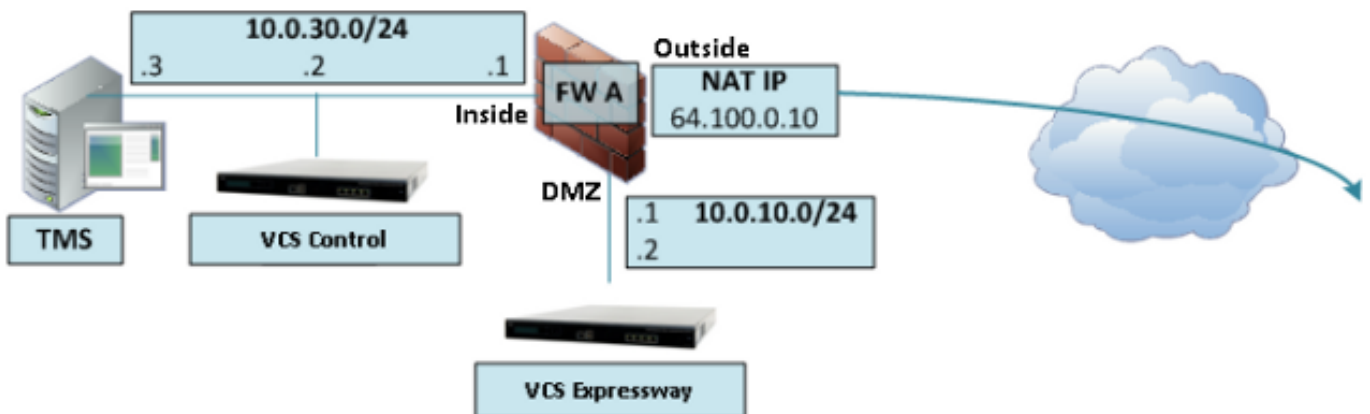 10.0.30.0/24
.3 .2 .1
Outside
FW A
NAT IP
64.100.0.10
Inside
DMZ
.1 10.0.10.0/24
.2
TMS
VCS Control
VCS Expressway